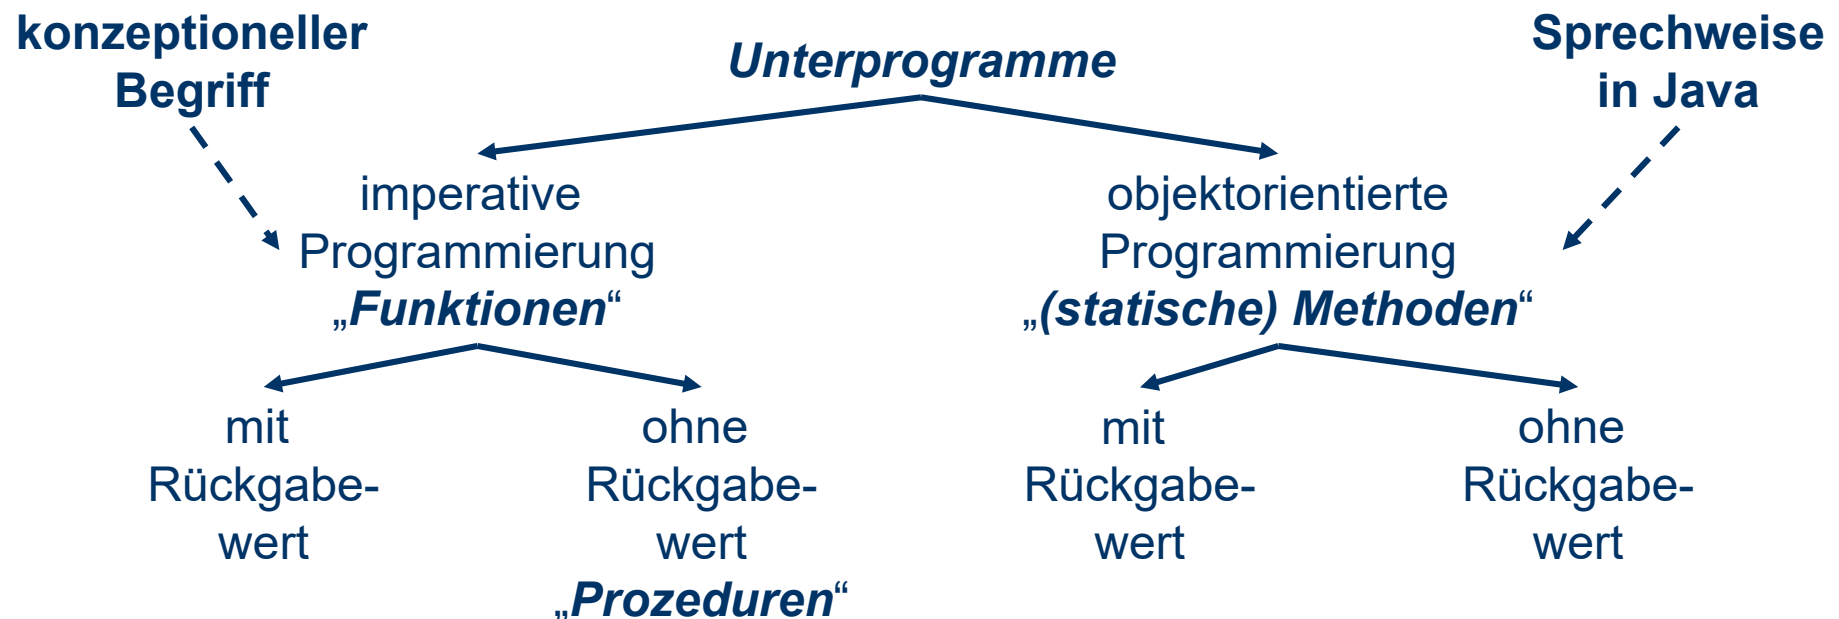 konzeptioneller
Begriff
Unterprogramme
Sprechweise
in Java
imperative
Programmierung
„Funktionen“
objektorientierte
Programmierung
„(statische) Methoden“
mit
Rückgabe-
wert
ohne
Rückgabe-
wert
„Prozeduren“
mit
Rückgabe-
wert
ohne
Rückgabe-
wert